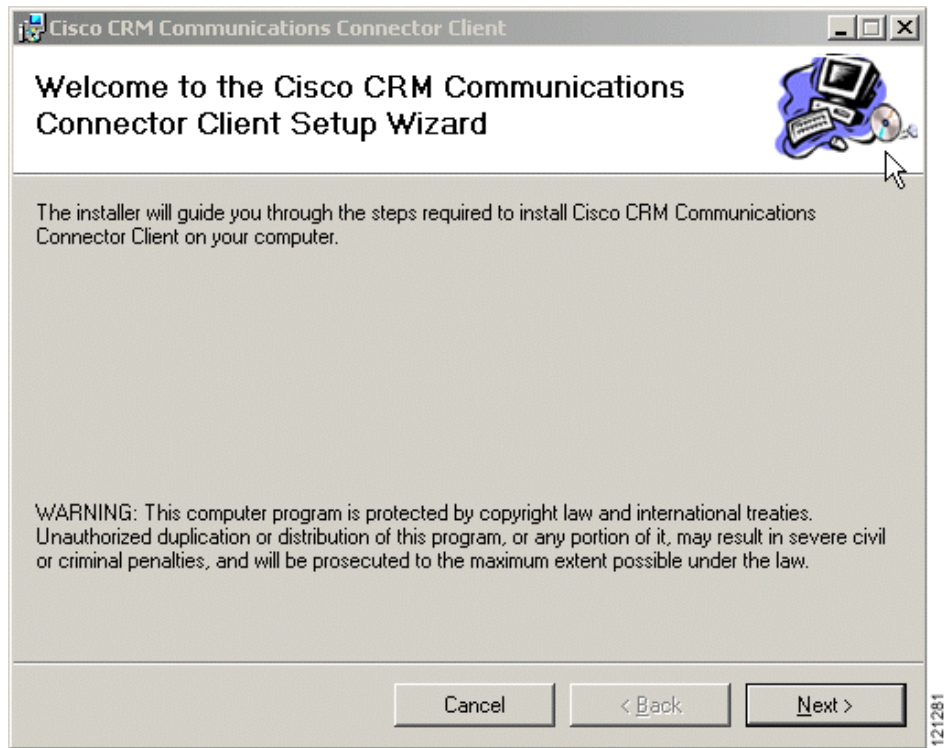 Cisco CRM Communications Connector Client
Welcome to the Cisco CRM Communications
Connector Client Setup Wizard
The installer will guide you through the steps required to install Cisco CRM Communications
Connector Client on your computer.
WARNING: This computer program is protected by copyright law and international treaties.
Unauthorized duplication or distribution of this program, or any portion of it, may result in severe civil
or criminal penalties, and will be prosecuted to the maximum extent possible under the law.
Cancel
< Back
Next >
121281